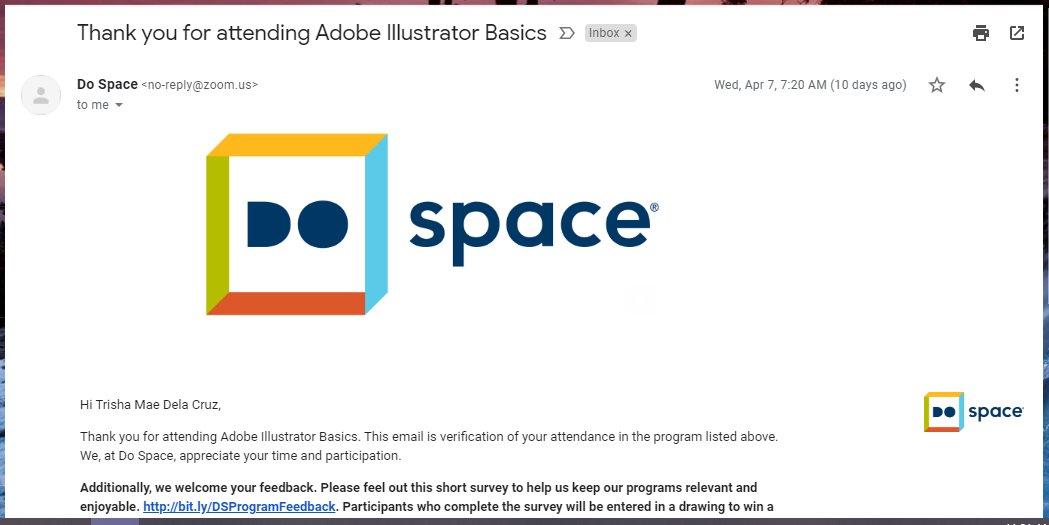 Thank you for attending Adobe Illustrator Basics
Inbox ×
Do Space <no-reply@zoom.us>
Wed, Apr 7, 7:20 AM (10 days ago)
to me
DO space®
Hi Trisha Mae Dela Cruz,
DO space
Thank you for attending Adobe Illustrator Basics. This email is verification of your attendance in the program listed above.
We, at Do Space, appreciate your time and participation.
Additionally, we welcome your feedback. Please feel out this short survey to help us keep our programs relevant and
enjoyable. http://bit.ly/DSProgramFeedback. Participants who complete the survey will be entered in a drawing to win a